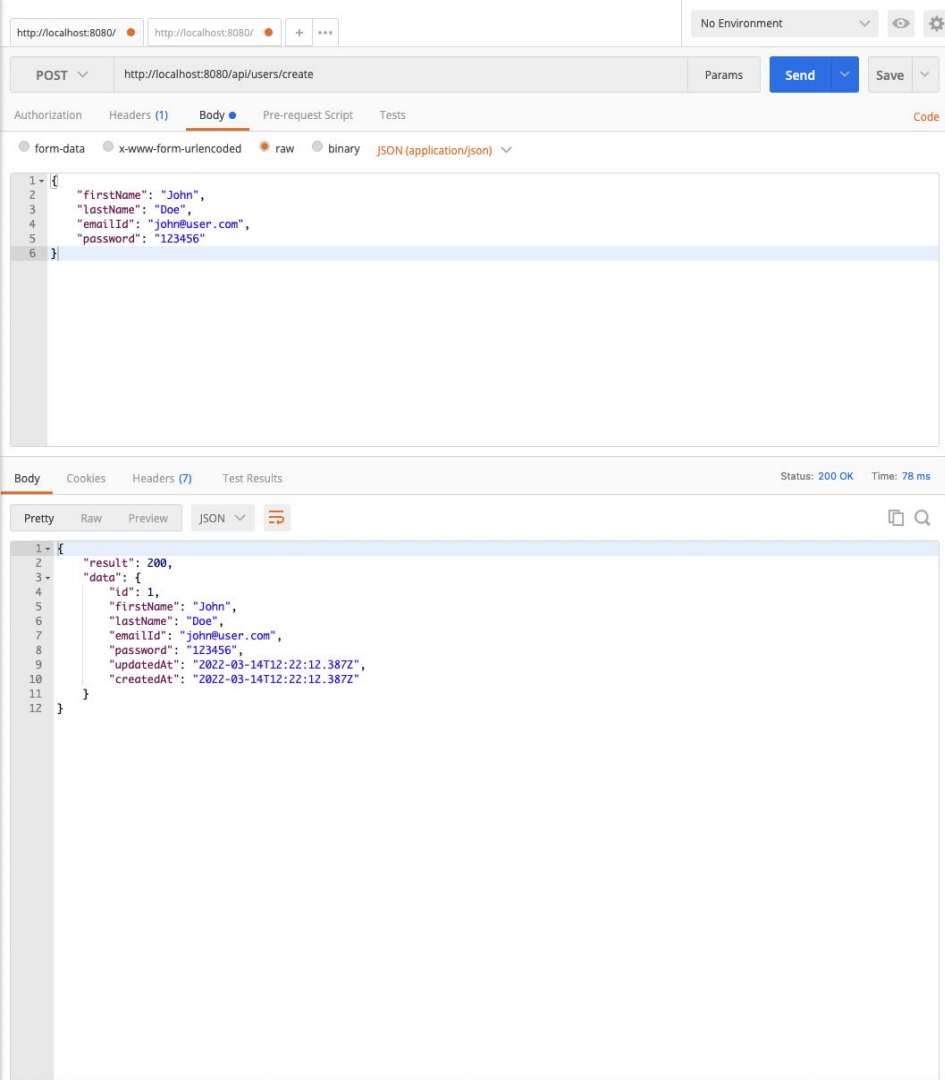 http://localhost:8080/ http://localhost:8080/ + ••• No Environment
POST http://localhost:8080/api/users/create Params Send Save
Authorization Headers (1) Body Pre-request Script Tests Code
form-data x-www-form-urlencoded raw binary JSON (application/json)
1 {
2 "firstName": "John",
3 "lastName": "Doe",
4 "emailId": "john@user.com",
5 "password": "123456"
6 }
Body Cookies Headers (7) Test Results Status: 200 OK Time: 78 ms
Pretty Raw Preview JSON
1 {
2 "result": 200,
3 "data": {
4 "id": 1,
5 "firstName": "John",
6 "lastName": "Doe",
7 "emailId": "john@user.com",
8 "password": "123456",
9 "updatedAt": "2022-03-14T12:22:12.387Z",
10 "createdAt": "2022-03-14T12:22:12.387Z"
11 }
12 }